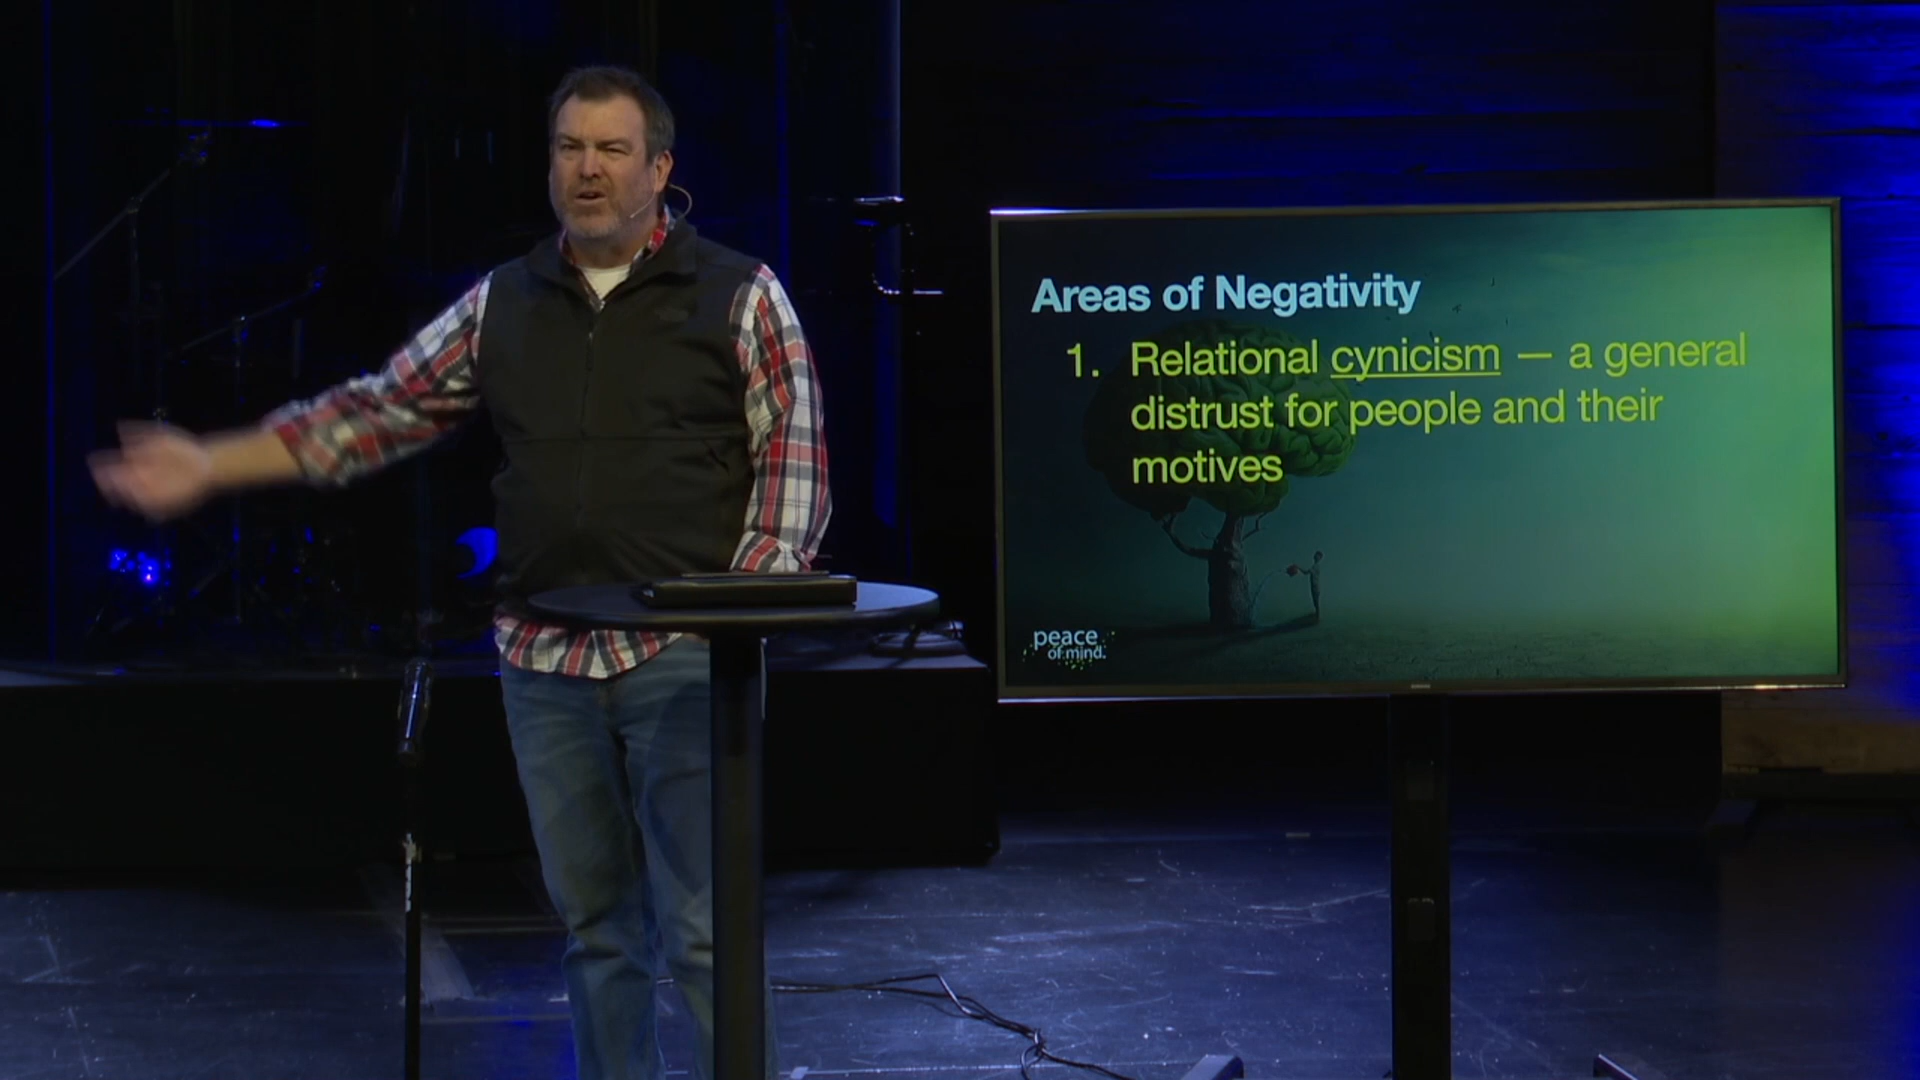 Areas of Negativity
1. Relational cynicism — a general
distrust for people and their
motives
peace
of mind.